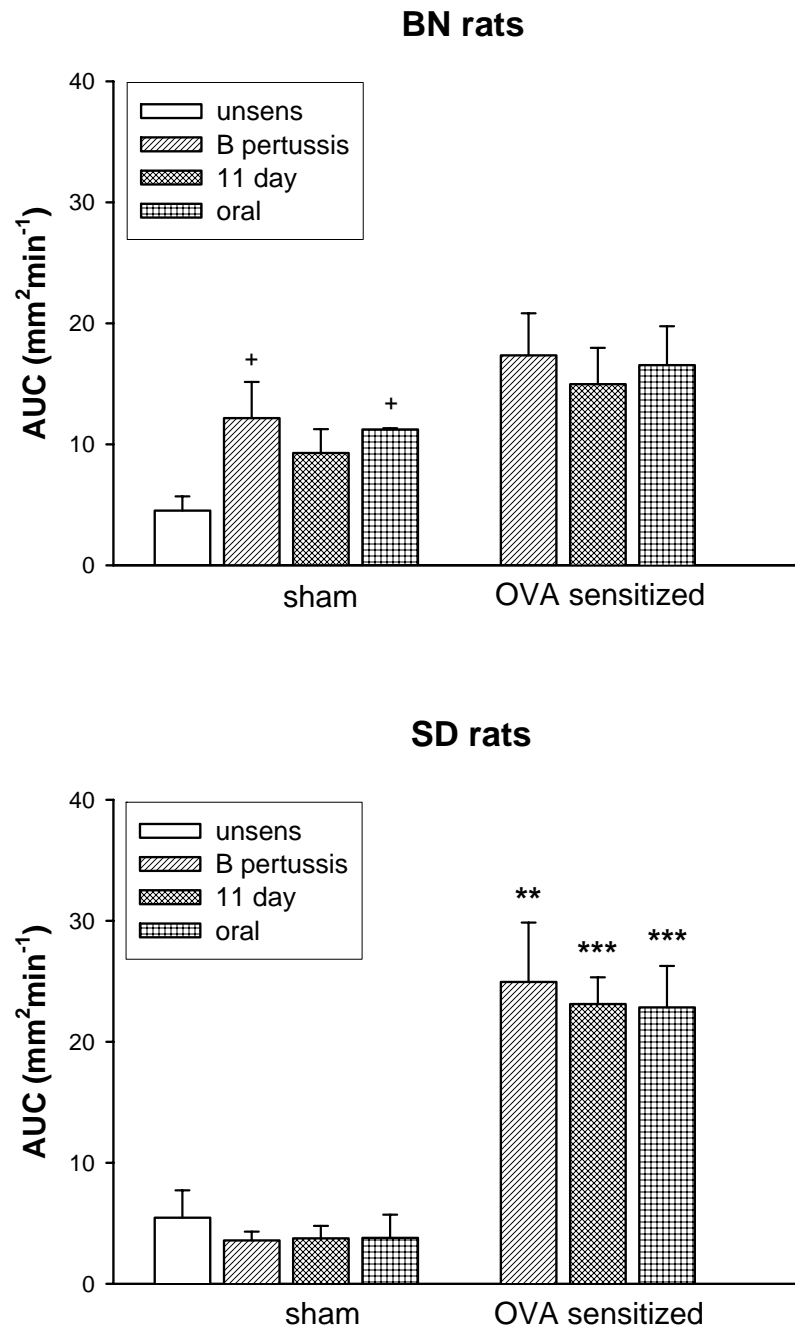 BN rats
40
30
20
10
0
AUC (mm²min⁻¹)
unsens
B pertussis
11 day
oral
+
+
sham
OVA sensitized
SD rats
40
30
20
10
0
AUC (mm²min⁻¹)
unsens
B pertussis
11 day
oral
**
***
***
sham
OVA sensitized